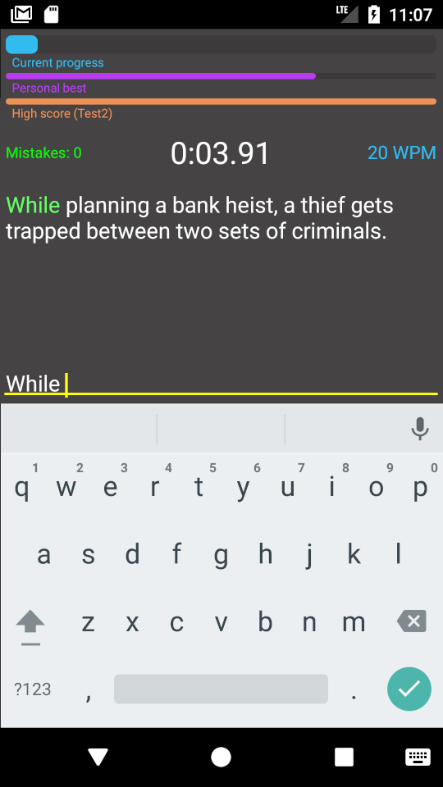 LTE 11:07
Current progress
Personal best
High score (Test2)
Mistakes: 0 0:03.91 20 WPM
While planning a bank heist, a thief gets
trapped between two sets of criminals.
While
1 2 3 4 5 6 7 8 9 0
q w e r t y u i o p
a s d f g h j k l
z x c v b n m
?123 , .